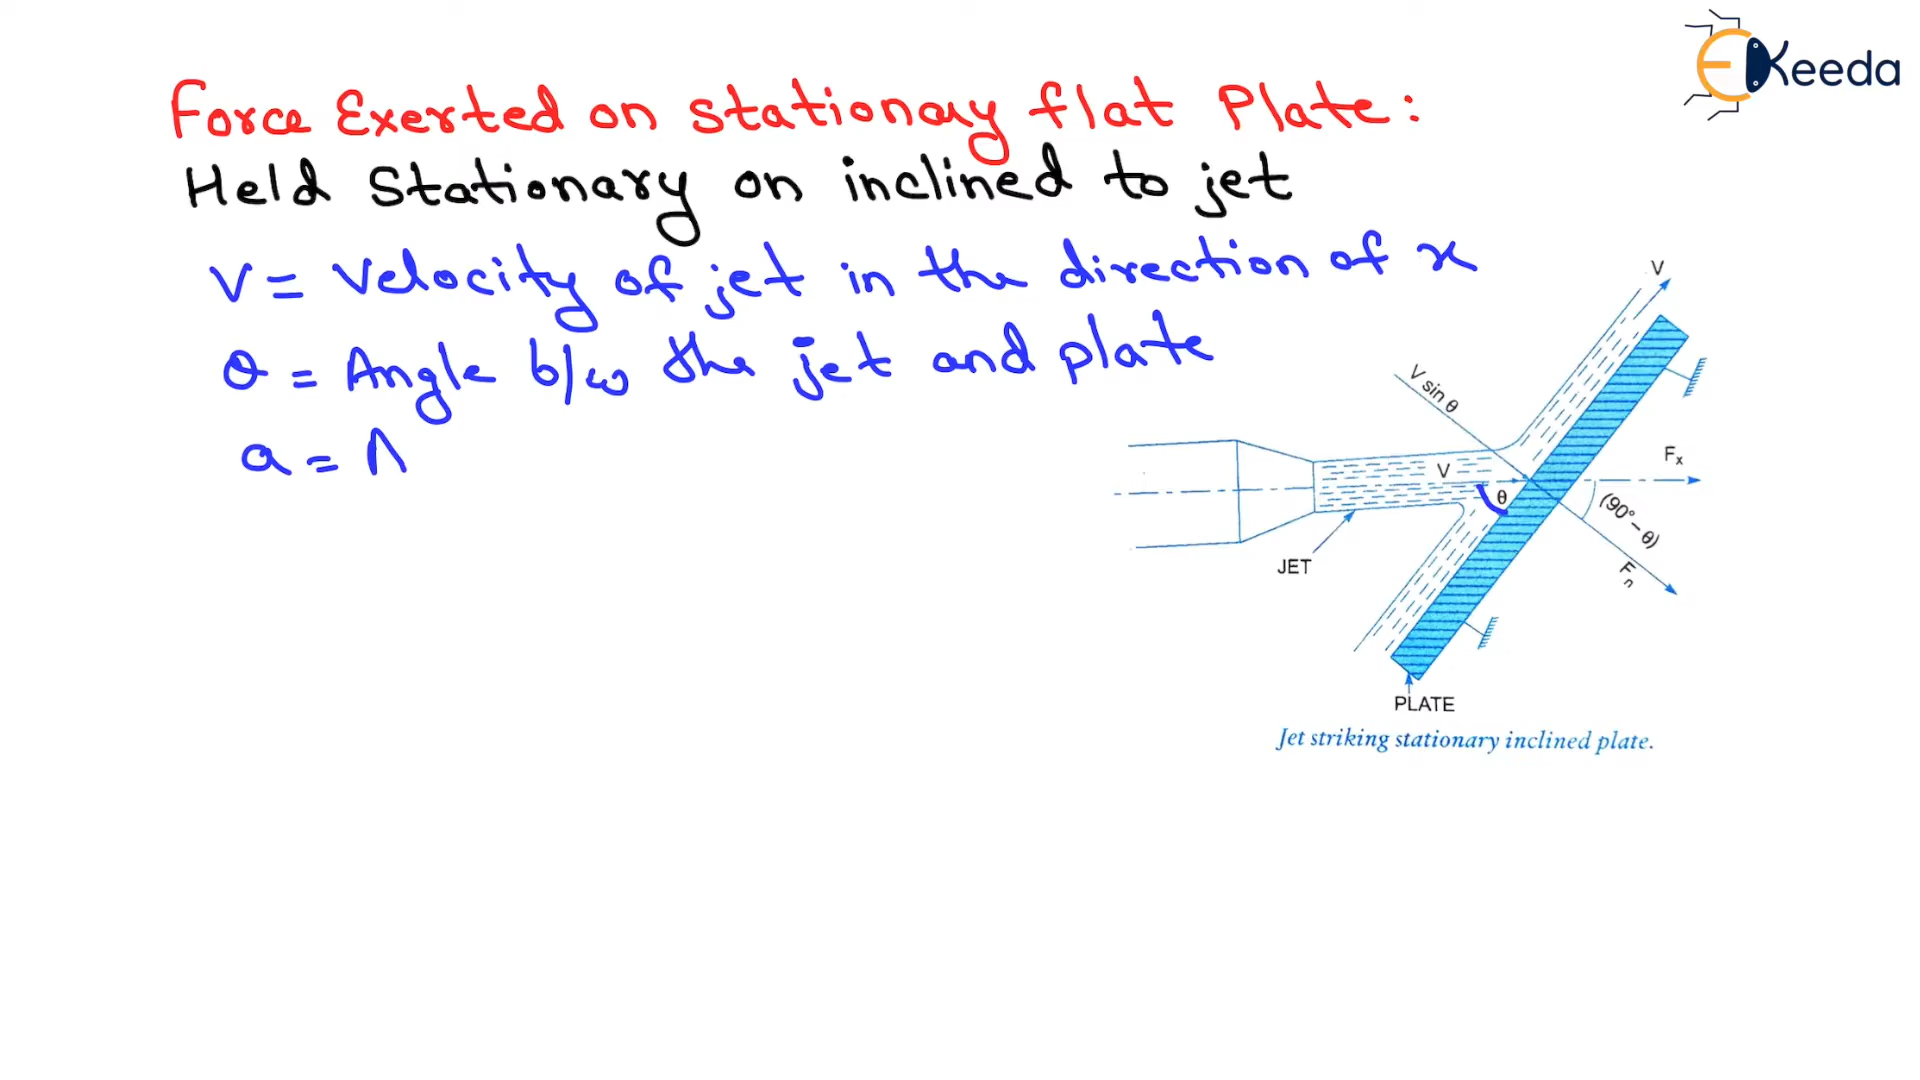 EKeeda
Force Exerted on Stationary flat Plate:
Held Stationary on inclined to jet
V = Velocity of jet in the direction of x
θ = Angle b/w the jet and plate
a =
V
V sin θ
V
θ
Fx
(90° – θ)
Fn
JET
PLATE
Jet striking stationary inclined plate.